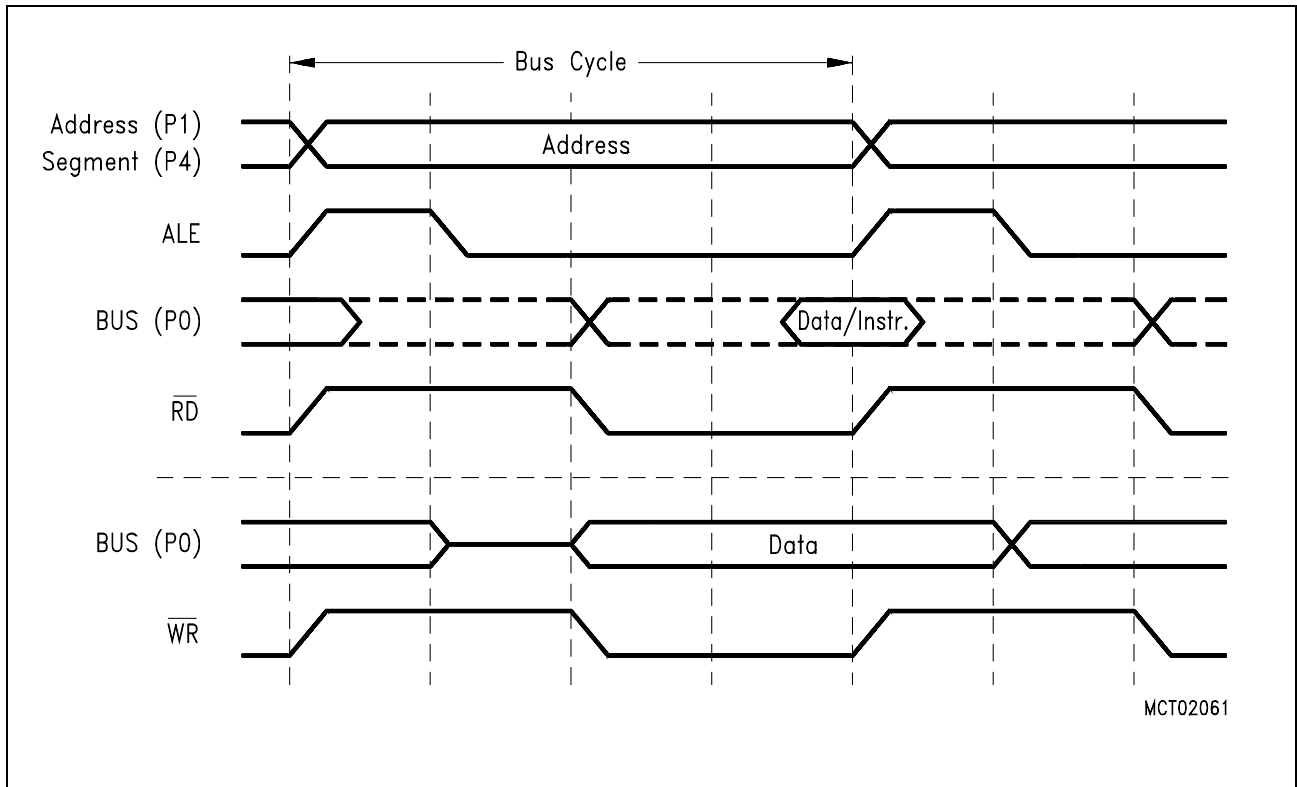 Bus Cycle
Address (P1)
Segment (P4)
Address
ALE
BUS (P0)
Data/Instr.
RD
BUS (P0)
Data
WR
MCT02061